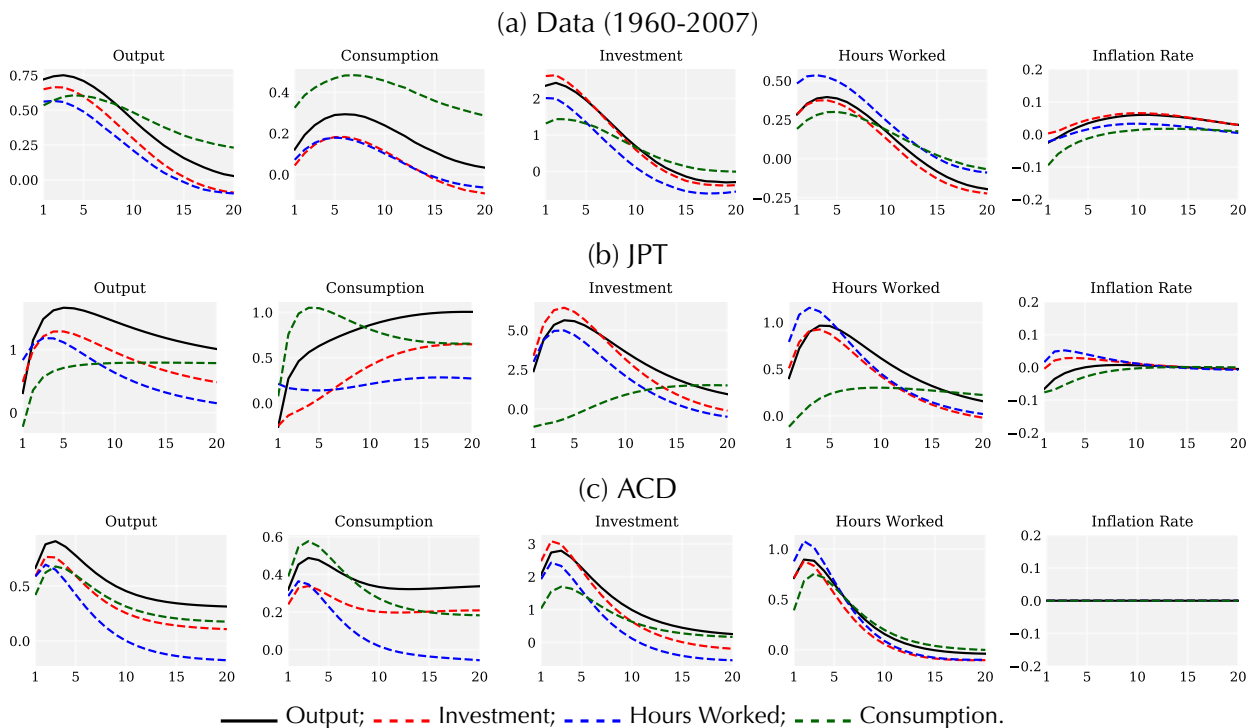 (a) Data (1960-2007)
Output Consumption Investment Hours Worked Inflation Rate
0.75 0.50 0.25 0.00
1 5 10 15 20
0.4 0.2 0.0
1 5 10 15 20
2 1 0
1 5 10 15 20
0.50 0.25 0.00 −0.25
1 5 10 15 20
0.2 0.1 0.0 −0.1 −0.2
1 5 10 15 20
(b) JPT
Output Consumption Investment Hours Worked Inflation Rate
1 0
1 5 10 15 20
1.0 0.5 0.0
1 5 10 15 20
5.0 2.5 0.0
1 5 10 15 20
1.0 0.5 0.0
1 5 10 15 20
0.2 0.1 0.0 −0.1 −0.2
1 5 10 15 20
(c) ACD
Output Consumption Investment Hours Worked Inflation Rate
0.5 0.0
1 5 10 15 20
0.6 0.4 0.2 0.0
1 5 10 15 20
3 2 1 0
1 5 10 15 20
1.0 0.5 0.0
1 5 10 15 20
0.2 0.1 0.0 −0.1 −0.2
1 5 10 15 20
Output; Investment; Hours Worked; Consumption.